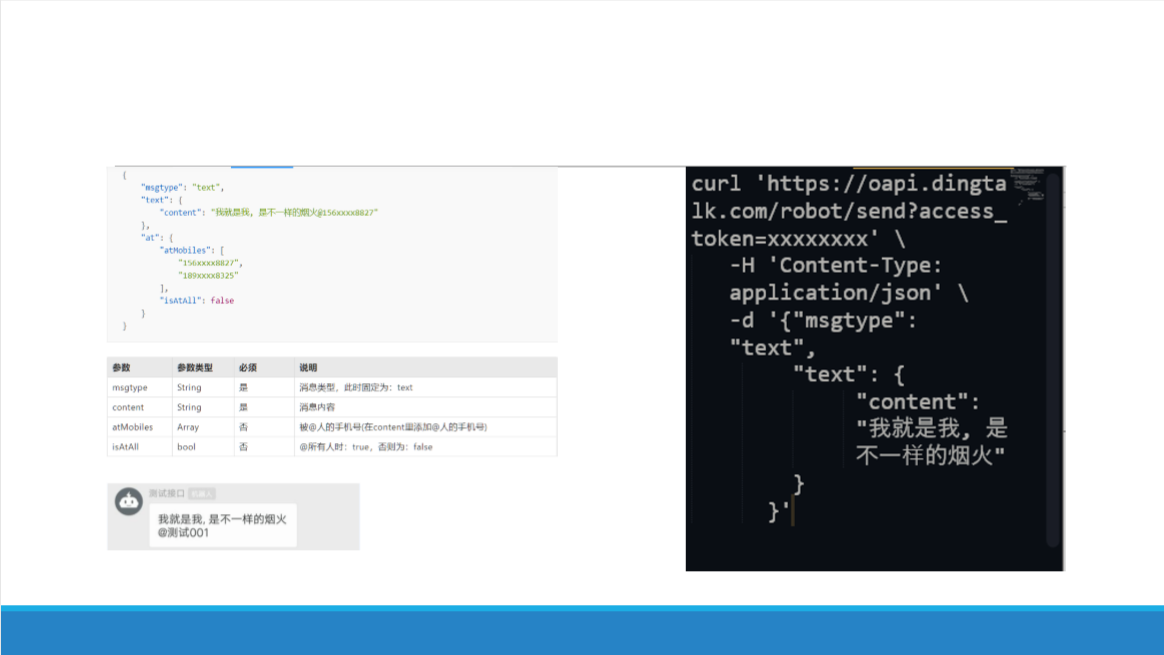 {
"msgtype": "text",
"text": {
"content": "我就是我, 是不一样的烟火@156xxxx8827"
},
"at": {
"atMobiles": [
"156xxxx8827",
"189xxxx8325"
],
"isAtAll": false
}
}
参数 参数类型 必须 说明
msgtype String 是 消息类型，此时固定为：text
content String 是 消息内容
atMobiles Array 否 被@人的手机号(在content里添加@人的手机号)
isAtAll bool 否 @所有人时：true，否则为：false
测试接口 机器人
我就是我, 是不一样的烟火
@测试001
curl 'https://oapi.dingta
lk.com/robot/send?access_
token=xxxxxxxx' \
-H 'Content-Type:
application/json' \
-d '{"msgtype":
"text",
"text": {
"content":
"我就是我, 是
不一样的烟火"
}
}'